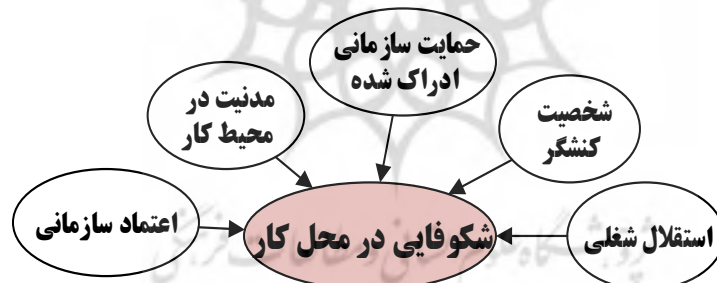 حمایت سازمانی
ادراک شده
مدنیت در
محیط کار
شخصیت
کنشگر
اعتماد سازمانی
شکوفایی در محل کار
استقلال شغلی